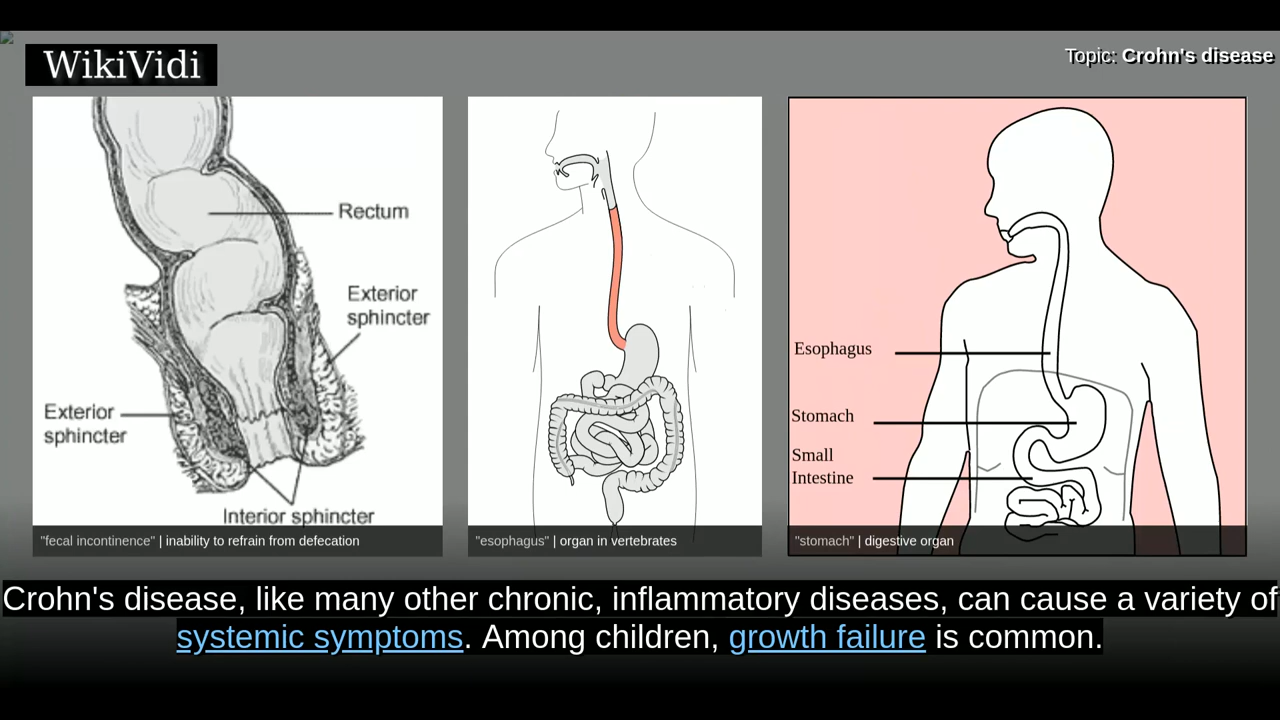 WikiVidi
Topic: Crohn's disease
Rectum
Exterior
sphincter
Exterior
sphincter
Interior sphincter
"fecal incontinence" | inability to refrain from defecation
"esophagus" | organ in vertebrates
Esophagus
Stomach
Small
Intestine
"stomach" | digestive organ
Crohn's disease, like many other chronic, inflammatory diseases, can cause a variety of
systemic symptoms. Among children, growth failure is common.